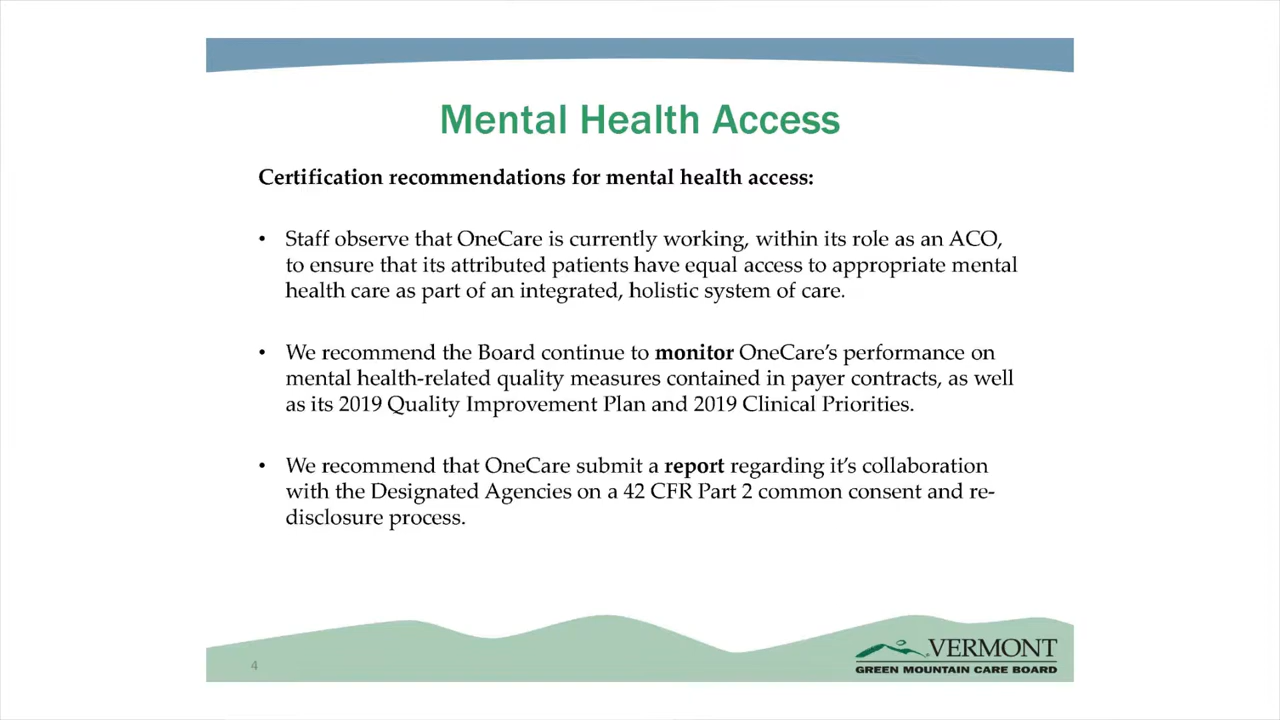 Mental Health Access
Certification recommendations for mental health access:
• Staff observe that OneCare is currently working, within its role as an ACO,
to ensure that its attributed patients have equal access to appropriate mental
health care as part of an integrated, holistic system of care.
• We recommend the Board continue to monitor OneCare’s performance on
mental health-related quality measures contained in payer contracts, as well
as its 2019 Quality Improvement Plan and 2019 Clinical Priorities.
• We recommend that OneCare submit a report regarding it’s collaboration
with the Designated Agencies on a 42 CFR Part 2 common consent and re-
disclosure process.
4
VERMONT
GREEN MOUNTAIN CARE BOARD